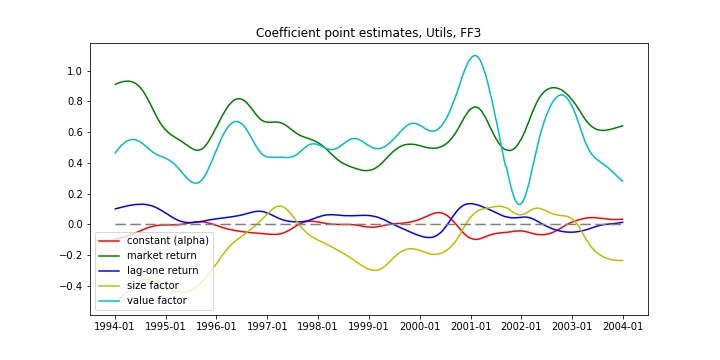 Coefficient point estimates, Utils, FF3
1.0
0.8
0.6
0.4
0.2
0.0
−0.2
−0.4
constant (alpha)
market return
lag-one return
size factor
value factor
1994-01 1995-01 1996-01 1997-01 1998-01 1999-01 2000-01 2001-01 2002-01 2003-01 2004-01